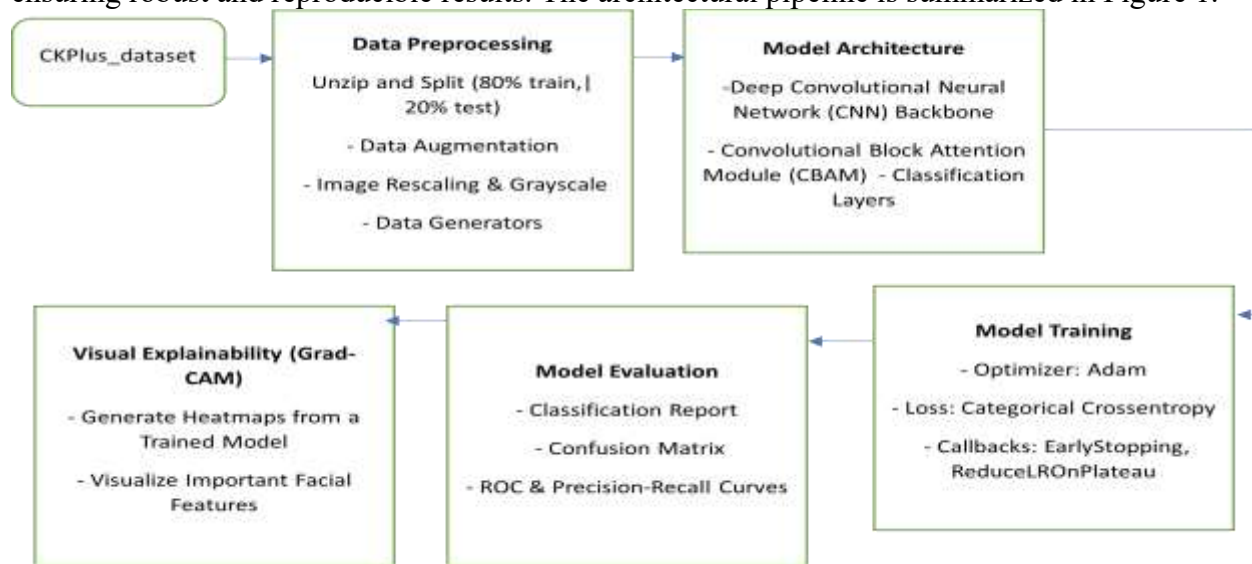 ensuring robust and reproducible results. The architectural pipeline is summarized in Figure 1.
CKPlus_dataset
Data Preprocessing
Unzip and Split (80% train,|
20% test)
- Data Augmentation
- Image Rescaling & Grayscale
- Data Generators
Model Architecture
-Deep Convolutional Neural
Network (CNN) Backbone
- Convolutional Block Attention
Module (CBAM) - Classification
Layers
Model Training
- Optimizer: Adam
- Loss: Categorical Crossentropy
- Callbacks: EarlyStopping,
ReduceLROnPlateau
Model Evaluation
- Classification Report
- Confusion Matrix
- ROC & Precision-Recall Curves
Visual Explainability (Grad-
CAM)
- Generate Heatmaps from a
Trained Model
- Visualize Important Facial
Features